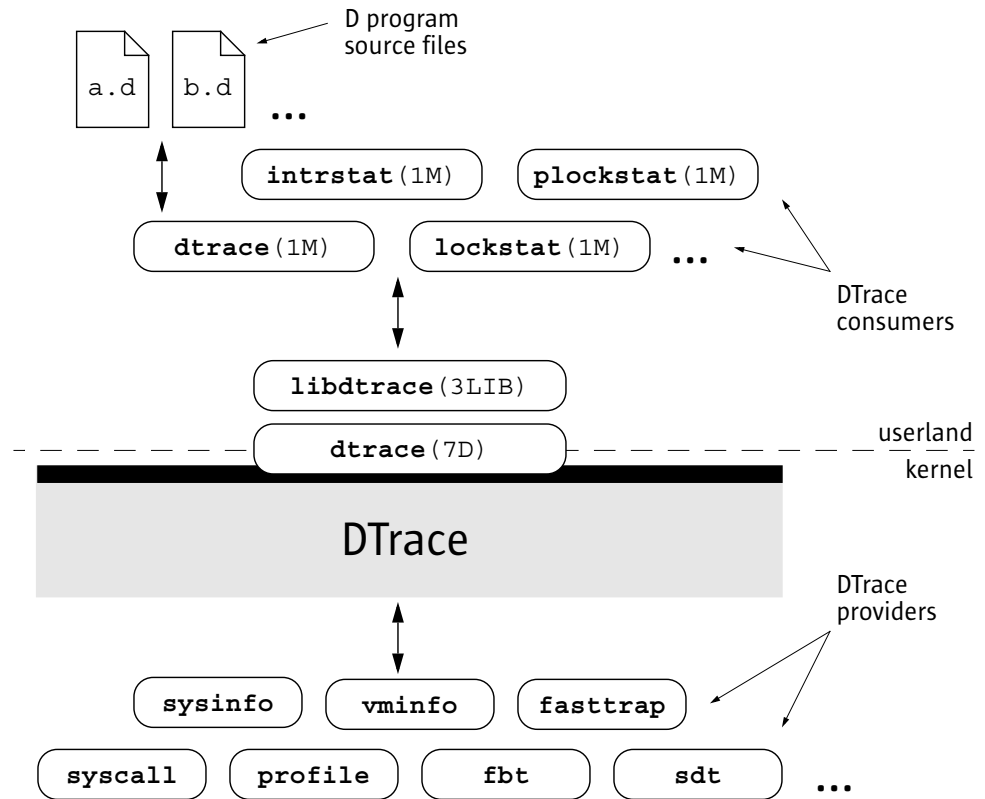 D program
source files
a.d
b.d
...
intrstat(1M)
plockstat(1M)
dtrace(1M)
lockstat(1M)
...
DTrace
consumers
libdtrace(3LIB)
userland
dtrace(7D)
kernel
DTrace
DTrace
providers
sysinfo
vminfo
fasttrap
syscall
profile
fbt
sdt
...